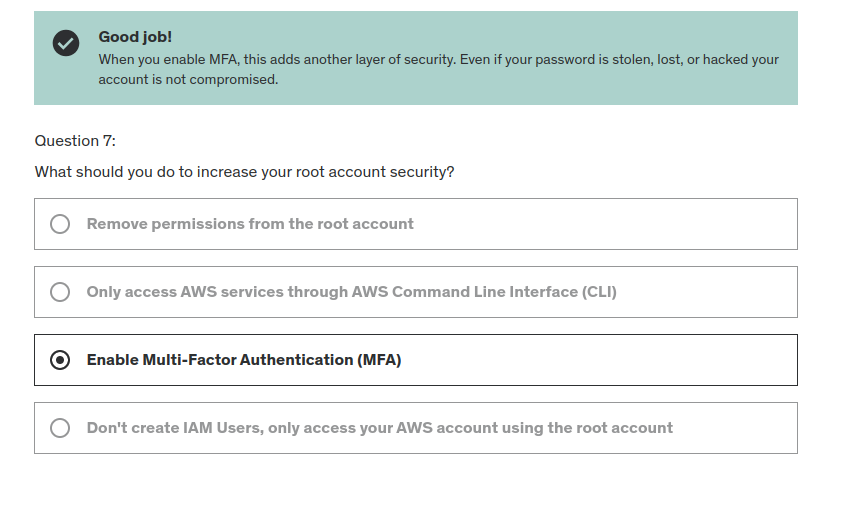 Good job!
When you enable MFA, this adds another layer of security. Even if your password is stolen, lost, or hacked your
account is not compromised.
Question 7:
What should you do to increase your root account security?
Remove permissions from the root account
Only access AWS services through AWS Command Line Interface (CLI)
Enable Multi-Factor Authentication (MFA)
Don't create IAM Users, only access your AWS account using the root account